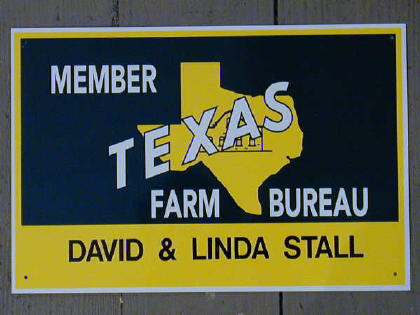 MEMBER
TEXAS
FARM BUREAU
DAVID & LINDA STALL